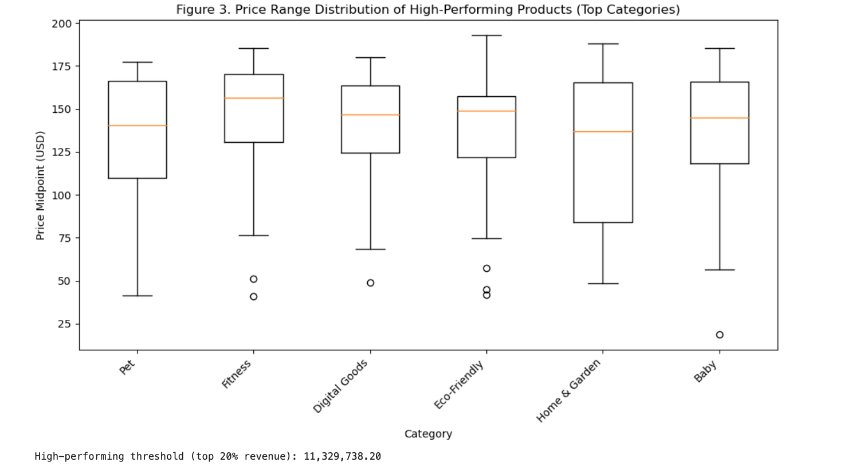 Figure 3. Price Range Distribution of High-Performing Products (Top Categories)
200
175
150
125
100
75
50
25
Price Midpoint (USD)
Pet
Fitness
Digital Goods
Eco-Friendly
Home & Garden
Baby
Category
High-performing threshold (top 20% revenue): 11,329,738.20